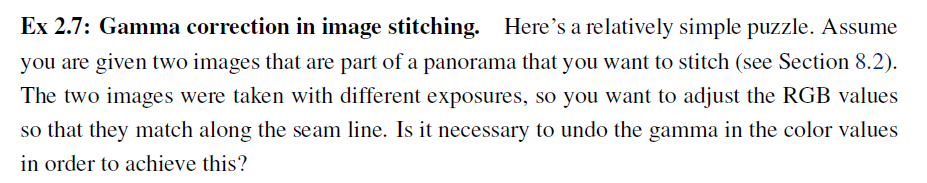 Ex 2.7: Gamma correction in image stitching. Here’s a relatively simple puzzle. Assume
you are given two images that are part of a panorama that you want to stitch (see Section 8.2).
The two images were taken with different exposures, so you want to adjust the RGB values
so that they match along the seam line. Is it necessary to undo the gamma in the color values
in order to achieve this?